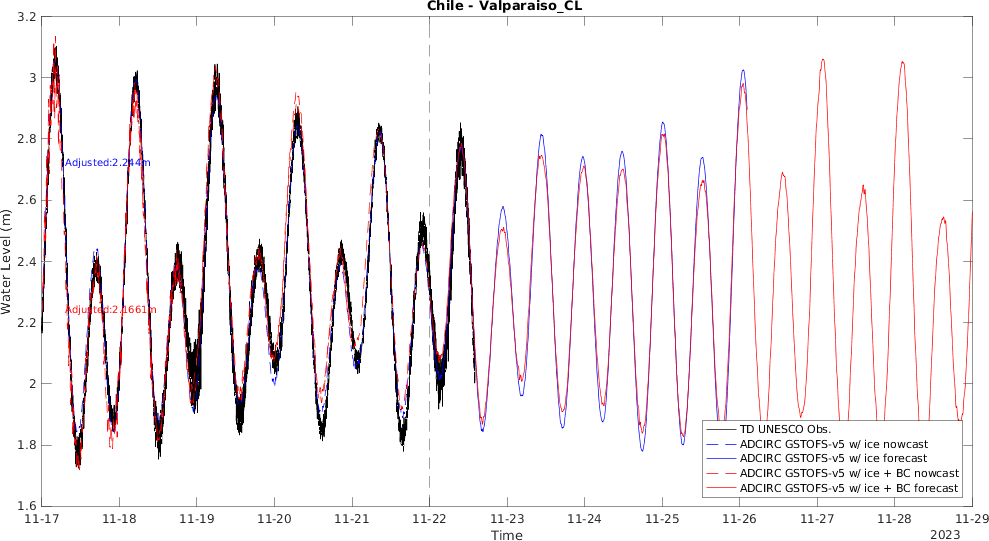 Chile - Valparaiso_CL
3.2
3
2.8
2.6
2.4
2.2
2
1.8
1.6
Water Level (m)
Adjusted:2.244m
Adjusted:2.1661m
TD UNESCO Obs.
ADCIRC GSTOFS-v5 w/ ice nowcast
ADCIRC GSTOFS-v5 w/ ice forecast
ADCIRC GSTOFS-v5 w/ ice + BC nowcast
ADCIRC GSTOFS-v5 w/ ice + BC forecast
11-17 11-18 11-19 11-20 11-21 11-22 11-23 11-24 11-25 11-26 11-27 11-28 11-29
Time
2023